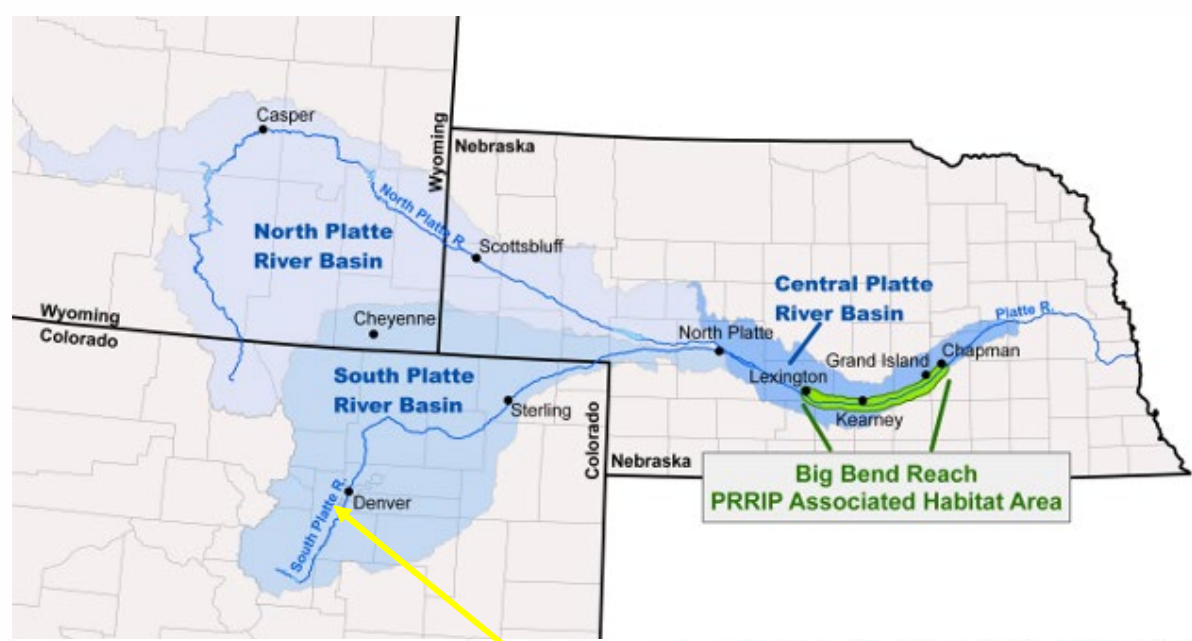 Casper
Wyoming
Nebraska
North Platte R.
Scottsbluff
North Platte
River Basin
Central Platte
River Basin
Wyoming
Colorado
Cheyenne
North Platte
Platte R.
Grand Island
Chapman
Lexington
Kearney
South Platte
River Basin
Sterling
Colorado
Nebraska
Big Bend Reach
PRRIP Associated Habitat Area
Denver
South Platte R.